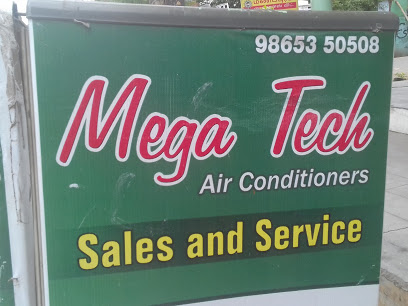 98653 50508
Mega Tech
Air Conditioners
Sales and Service